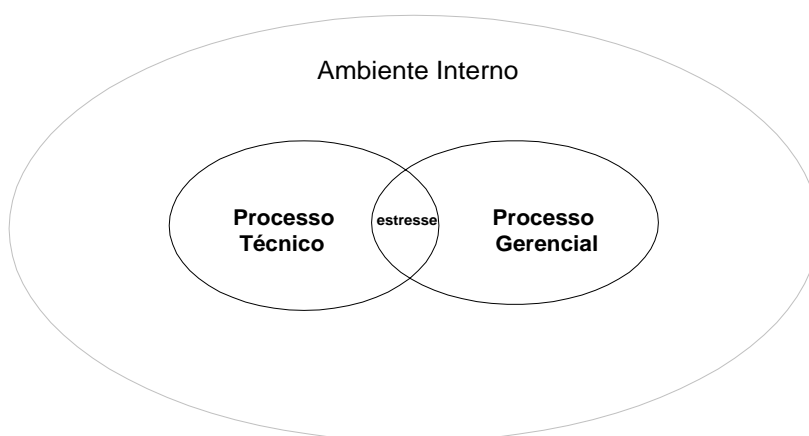 Ambiente Interno
Processo
Técnico
estresse
Processo
Gerencial